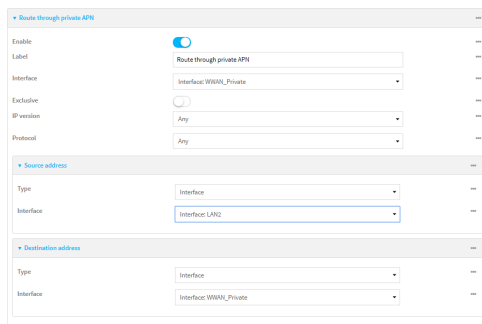 Route through private APN
Enable
Label Route through private APN
Interface Interface: WWAN_Private
Exclusive
IP version Any
Protocol Any
Source address
Type Interface
Interface Interface: LAN2
Destination address
Type Interface
Interface Interface: WWAN_Private